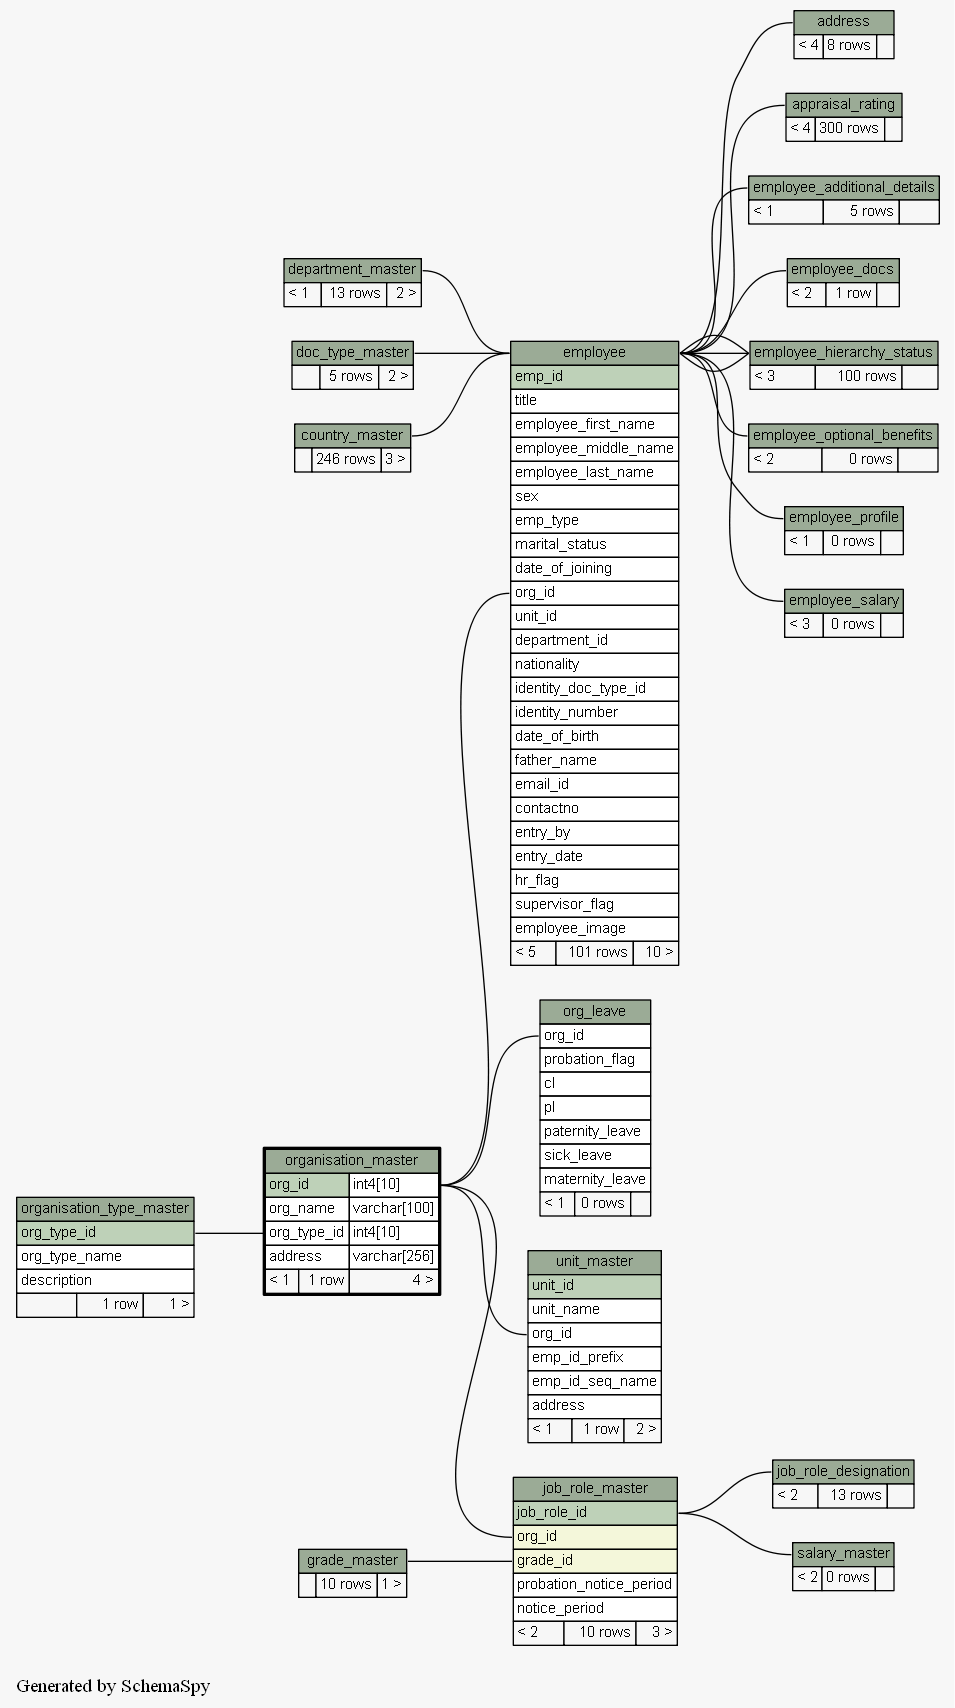 address
< 4 8 rows
appraisal_rating
< 4 300 rows
employee_additional_details
< 1 5 rows
department_master
< 1 13 rows 2 >
employee_docs
< 2 1 row
doc_type_master
5 rows 2 >
employee_hierarchy_status
< 3 100 rows
country_master
246 rows 3 >
employee_optional_benefits
< 2 0 rows
employee_profile
< 1 0 rows
employee_salary
< 3 0 rows
employee
emp_id
title
employee_first_name
employee_middle_name
employee_last_name
sex
emp_type
marital_status
date_of_joining
org_id
unit_id
department_id
nationality
identity_doc_type_id
identity_number
date_of_birth
father_name
email_id
contactno
entry_by
entry_date
hr_flag
supervisor_flag
employee_image
< 5 101 rows 10 >
org_leave
org_id
probation_flag
cl
pl
paternity_leave
sick_leave
maternity_leave
< 1 0 rows
organisation_master
org_id int4[10]
org_name varchar[100]
org_type_id int4[10]
address varchar[256]
< 1 1 row 4 >
organisation_type_master
org_type_id
org_type_name
description
1 row 1 >
unit_master
unit_id
unit_name
org_id
emp_id_prefix
emp_id_seq_name
address
< 1 1 row 2 >
job_role_master
job_role_id
org_id
grade_id
probation_notice_period
notice_period
< 2 10 rows 3 >
job_role_designation
< 2 13 rows
salary_master
< 2 0 rows
grade_master
10 rows 1 >
Generated by SchemaSpy